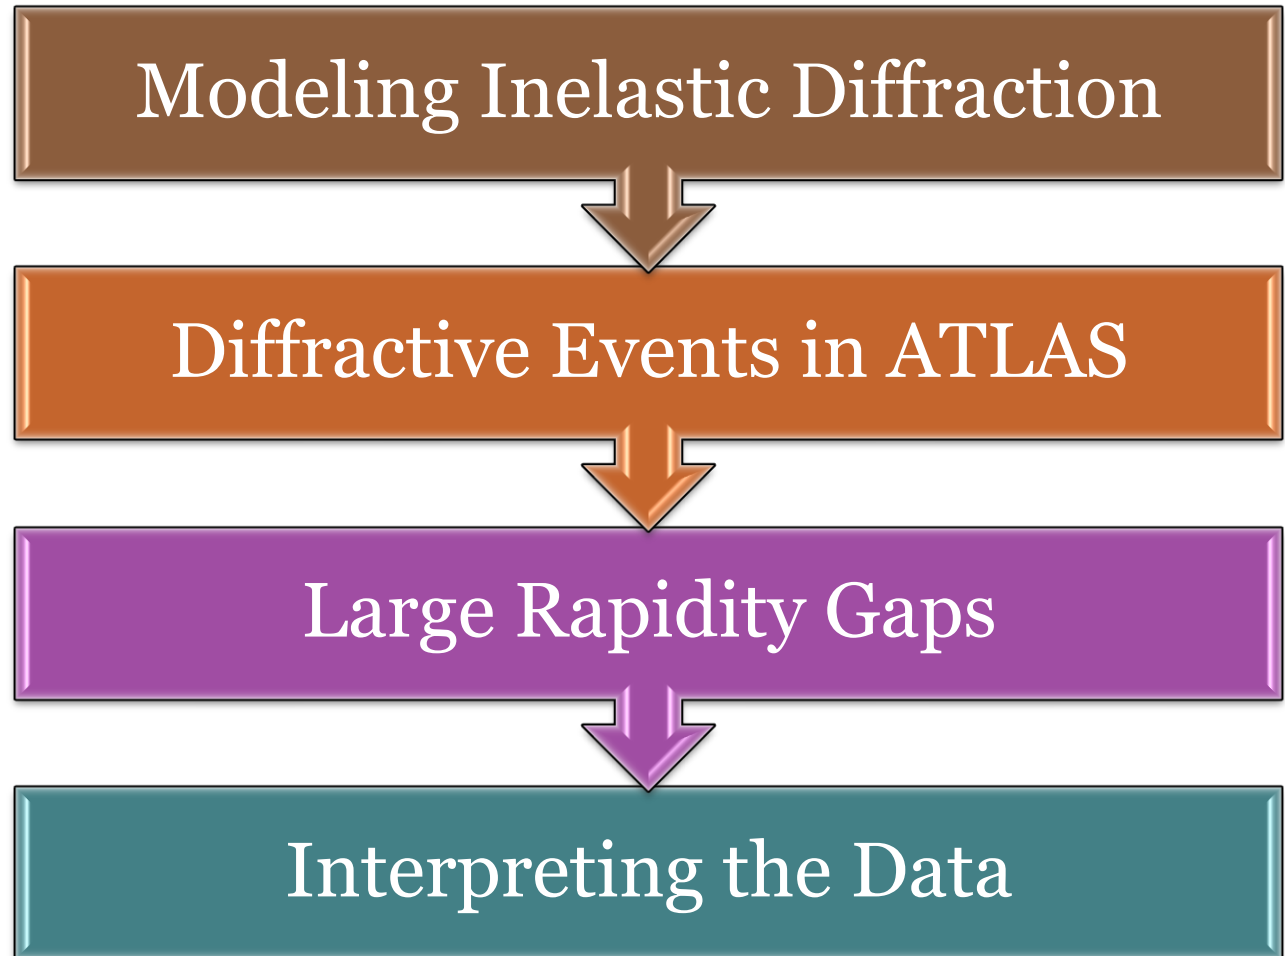 Modeling Inelastic Diffraction
Diffractive Events in ATLAS
Large Rapidity Gaps
Interpreting the Data